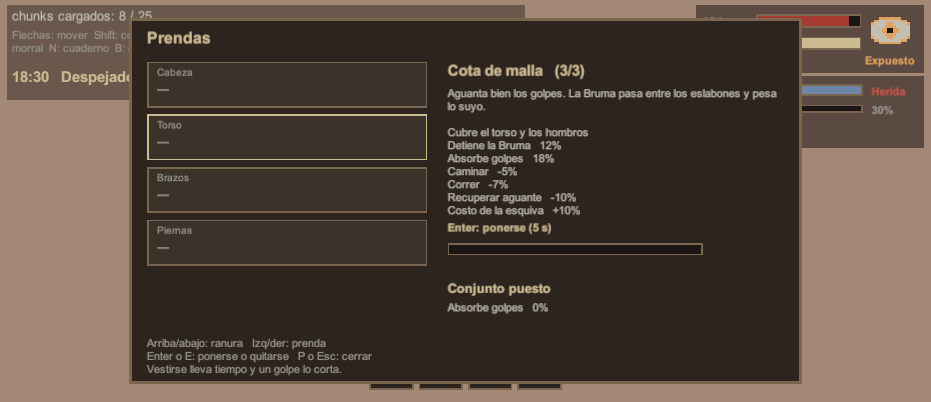 chunks cargados: 8 / 25
Flechas: mover Shift:
morral N: cuaderno B:
18:30 Despejado
Expuesto
Herida
30%
Prendas
Cabeza
—
Torso
—
Brazos
—
Piernas
—
Cota de malla (3/3)
Aguanta bien los golpes. La Bruma pasa entre los eslabones y pesa
lo suyo.
Cubre el torso y los hombros
Detiene la Bruma 12%
Absorbe golpes 18%
Caminar -5%
Correr -7%
Recuperar aguante -10%
Costo de la esquiva +10%
Enter: ponerse (5 s)
Conjunto puesto
Absorbe golpes 0%
Arriba/abajo: ranura Izq/der: prenda
Enter o E: ponerse o quitarse P o Esc: cerrar
Vestirse lleva tiempo y un golpe lo corta.